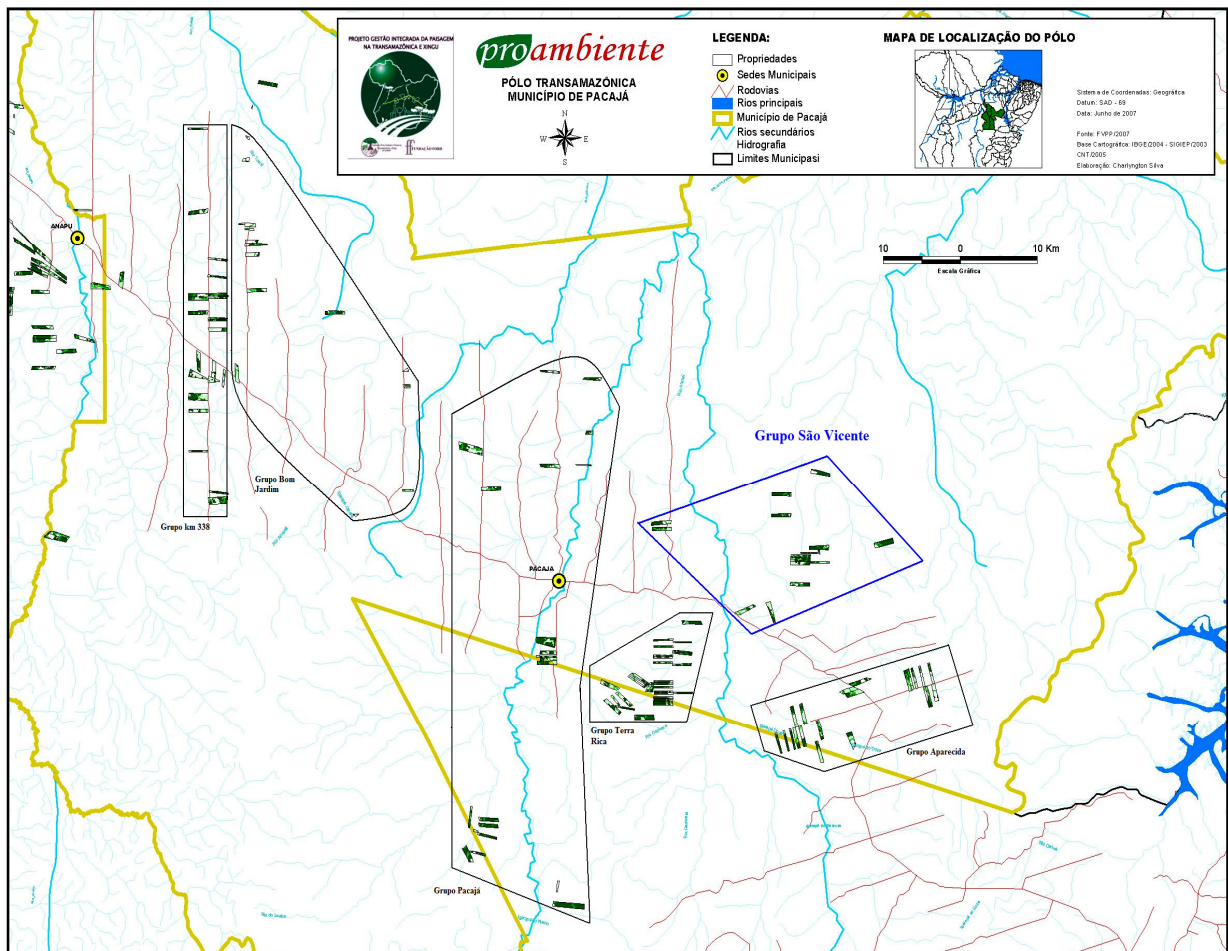 PROJETO GESTÃO INTEGRADA DA PAISAGEM
NA TRANSAMAZÔNICA E XINGU
FUNDAÇÃO FORD
proambiente
PÓLO TRANSAMAZÔNICA
MUNICÍPIO DE PACAJÁ
N
W E
S
LEGENDA:
Propriedades
Sedes Municipais
Rodovias
Rios principais
Município de Pacajá
Rios secundários
Hidrografia
Limites Municipasi
MAPA DE LOCALIZAÇÃO DO PÓLO
Sistema de Coordenadas: Geográfica
Datum: SAD - 69
Data: Junho de 2007
Fonte: FVPP/2007
Base Cartográfica: IBGE/2004 - SIGIEP/2003
CNT/2005
Elaboração: Charlyngton Silva
10 0 10 Km
Escala Gráfica
ANAPU
Grupo São Vicente
Grupo Bom
Jardim
Grupo km 338
PACAJA
Grupo Terra
Rica
Grupo Aparecida
Grupo Pacajá